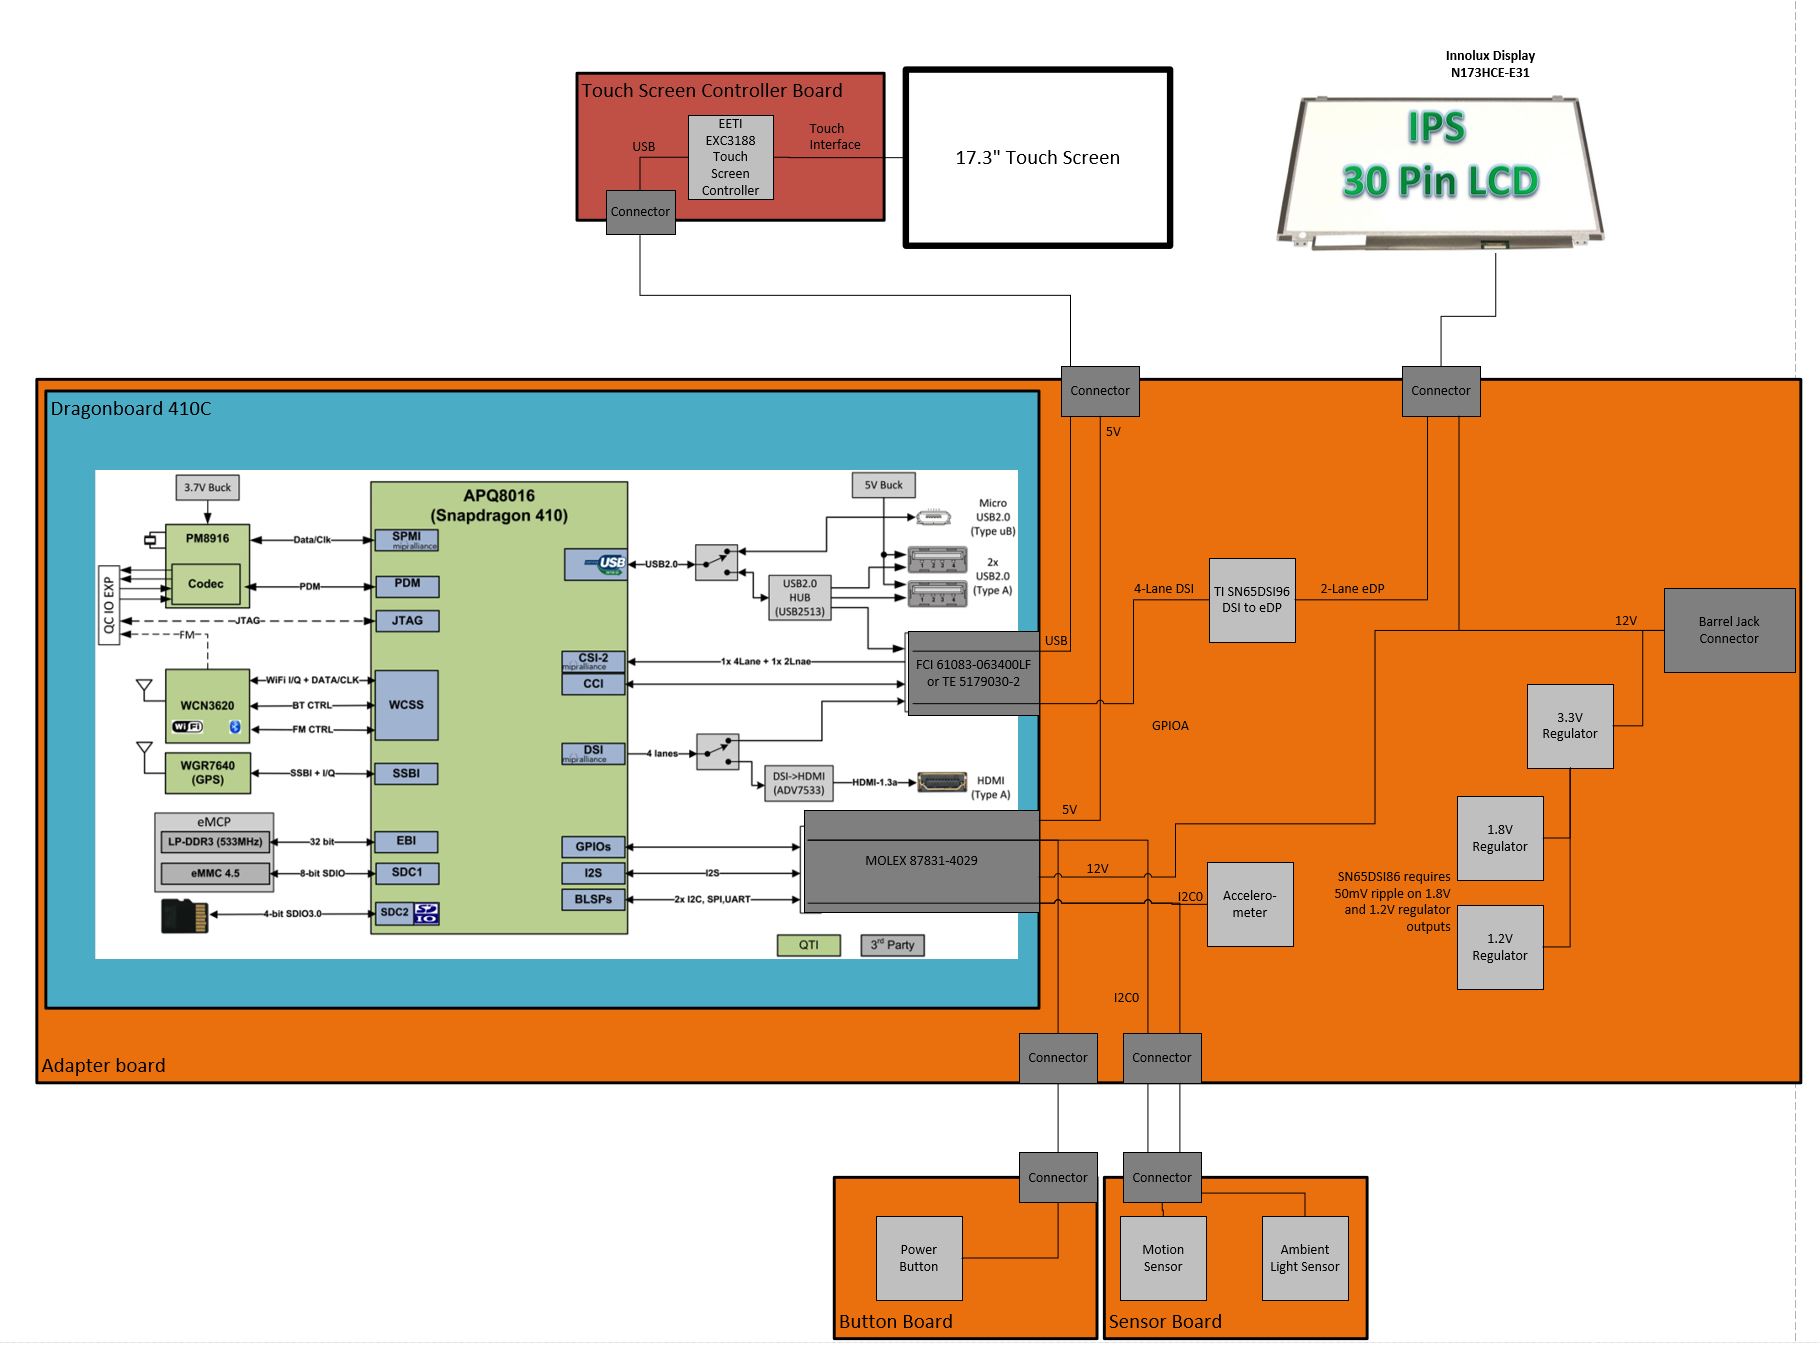 Innolux Display
N173HCE-E31
IPS
30 Pin LCD
Touch Screen Controller Board
EETI
EXC3188
Touch
Screen
Controller
USB
Touch
Interface
Connector
17.3" Touch Screen
Connector
Connector
5V
Dragonboard 410C
3.7V Buck
PM8916
Codec
QC IO EXP
Data/Clk
PDM
JTAG
FM
WCN3620
WiFi
WiFi I/Q + DATA/CLK
BT CTRL
FM CTRL
WGR7640
(GPS)
SSBI + I/Q
eMCP
LP-DDR3 (533MHz)
eMMC 4.5
32 bit
8-bit SDIO
4-bit SDIO3.0
APQ8016
(Snapdragon 410)
SPMI
mipi alliance
PDM
JTAG
WCSS
SSBI
EBI
SDC1
SDC2
USB
CSI-2
mipi alliance
CCI
DSI
mipi alliance
GPIOs
I2S
BLSPs
USB2.0
5V Buck
Micro
USB2.0
(Type uB)
2x
USB2.0
(Type A)
USB2.0
HUB
(USB2513)
1x 4Lane + 1x 2Lnae
4 lanes
DSI->HDMI
(ADV7533)
HDMI-1.3a
HDMI
(Type A)
I2S
2x I2C, SPI,UART
QTI
3rd Party
FCI 61083-063400LF
or TE 5179030-2
MOLEX 87831-4029
USB
4-Lane DSI
TI SN65DSI96
DSI to eDP
2-Lane eDP
12V
Barrel Jack
Connector
GPIOA
3.3V
Regulator
5V
12V
1.8V
Regulator
I2C0
Accelero-
meter
SN65DSI86 requires
50mV ripple on 1.8V
and 1.2V regulator
outputs
1.2V
Regulator
I2C0
Adapter board
Connector
Connector
Connector
Connector
Power
Button
Motion
Sensor
Ambient
Light Sensor
Button Board
Sensor Board